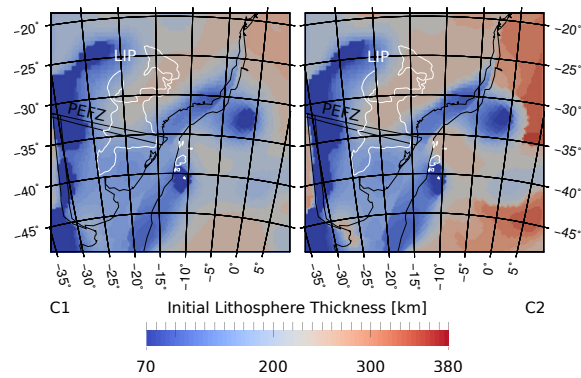 -20° LIP LIP -20°
-25° -25°
-30° PEFZ PEFZ -30°
-35° -35°
-40° -40°
-45° -45°
-35° -30° -25° -20° -15° -10° -5° 0° 5° -35° -30° -25° -20° -15° -10° -5° 0° 5°
C1 Initial Lithosphere Thickness [km] C2
70 200 300 380